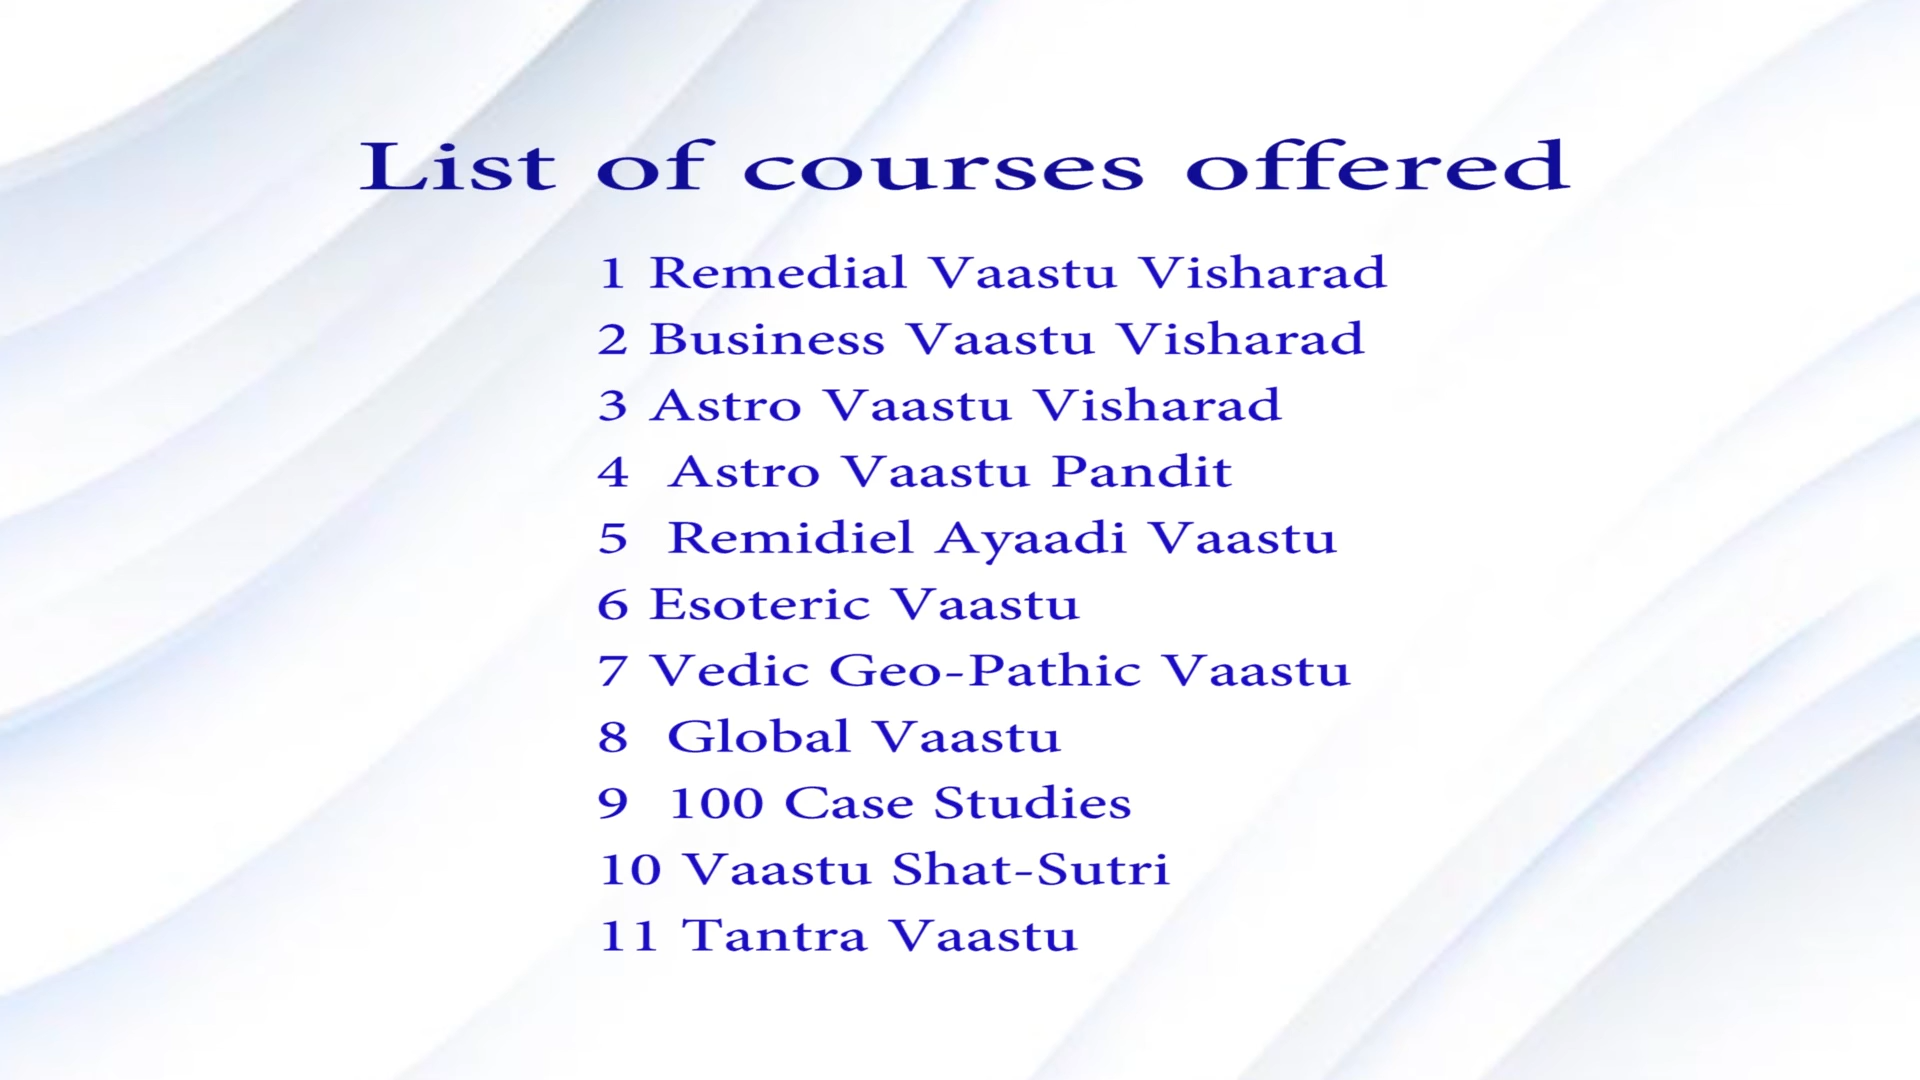 List of courses offered
1 Remedial Vaastu Visharad
2 Business Vaastu Visharad
3 Astro Vaastu Visharad
4 Astro Vaastu Pandit
5 Remidiel Ayaadi Vaastu
6 Esoteric Vaastu
7 Vedic Geo-Pathic Vaastu
8 Global Vaastu
9 100 Case Studies
10 Vaastu Shat-Sutri
11 Tantra Vaastu